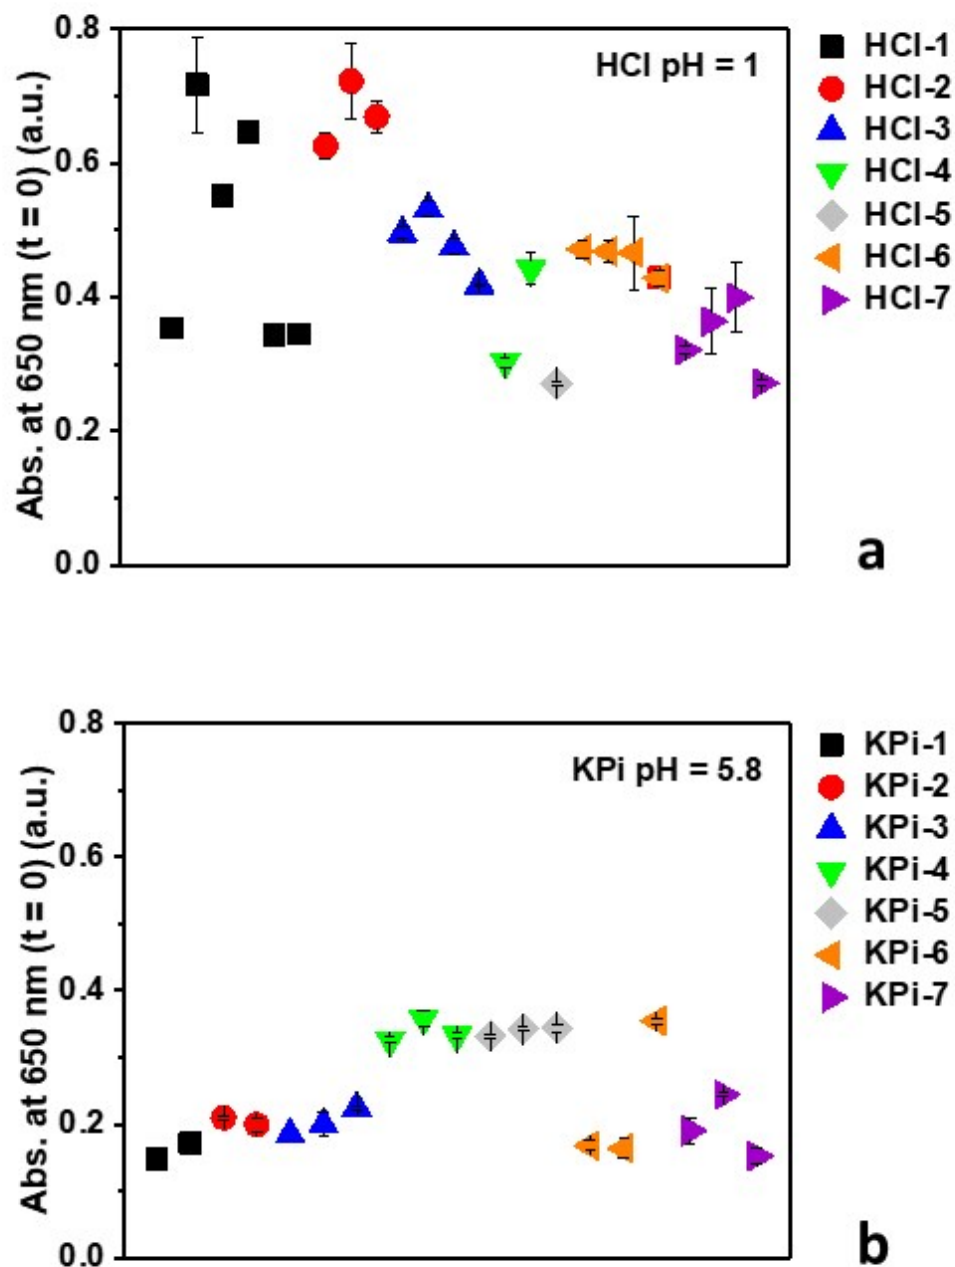 a
0.8
0.6
0.4
0.2
0.0
Abs. at 650 nm (t = 0) (a.u.)
HCl pH = 1
HCl-1
HCl-2
HCl-3
HCl-4
HCl-5
HCl-6
HCl-7
b
0.8
0.6
0.4
0.2
0.0
Abs. at 650 nm (t = 0) (a.u.)
KPi pH = 5.8
KPi-1
KPi-2
KPi-3
KPi-4
KPi-5
KPi-6
KPi-7